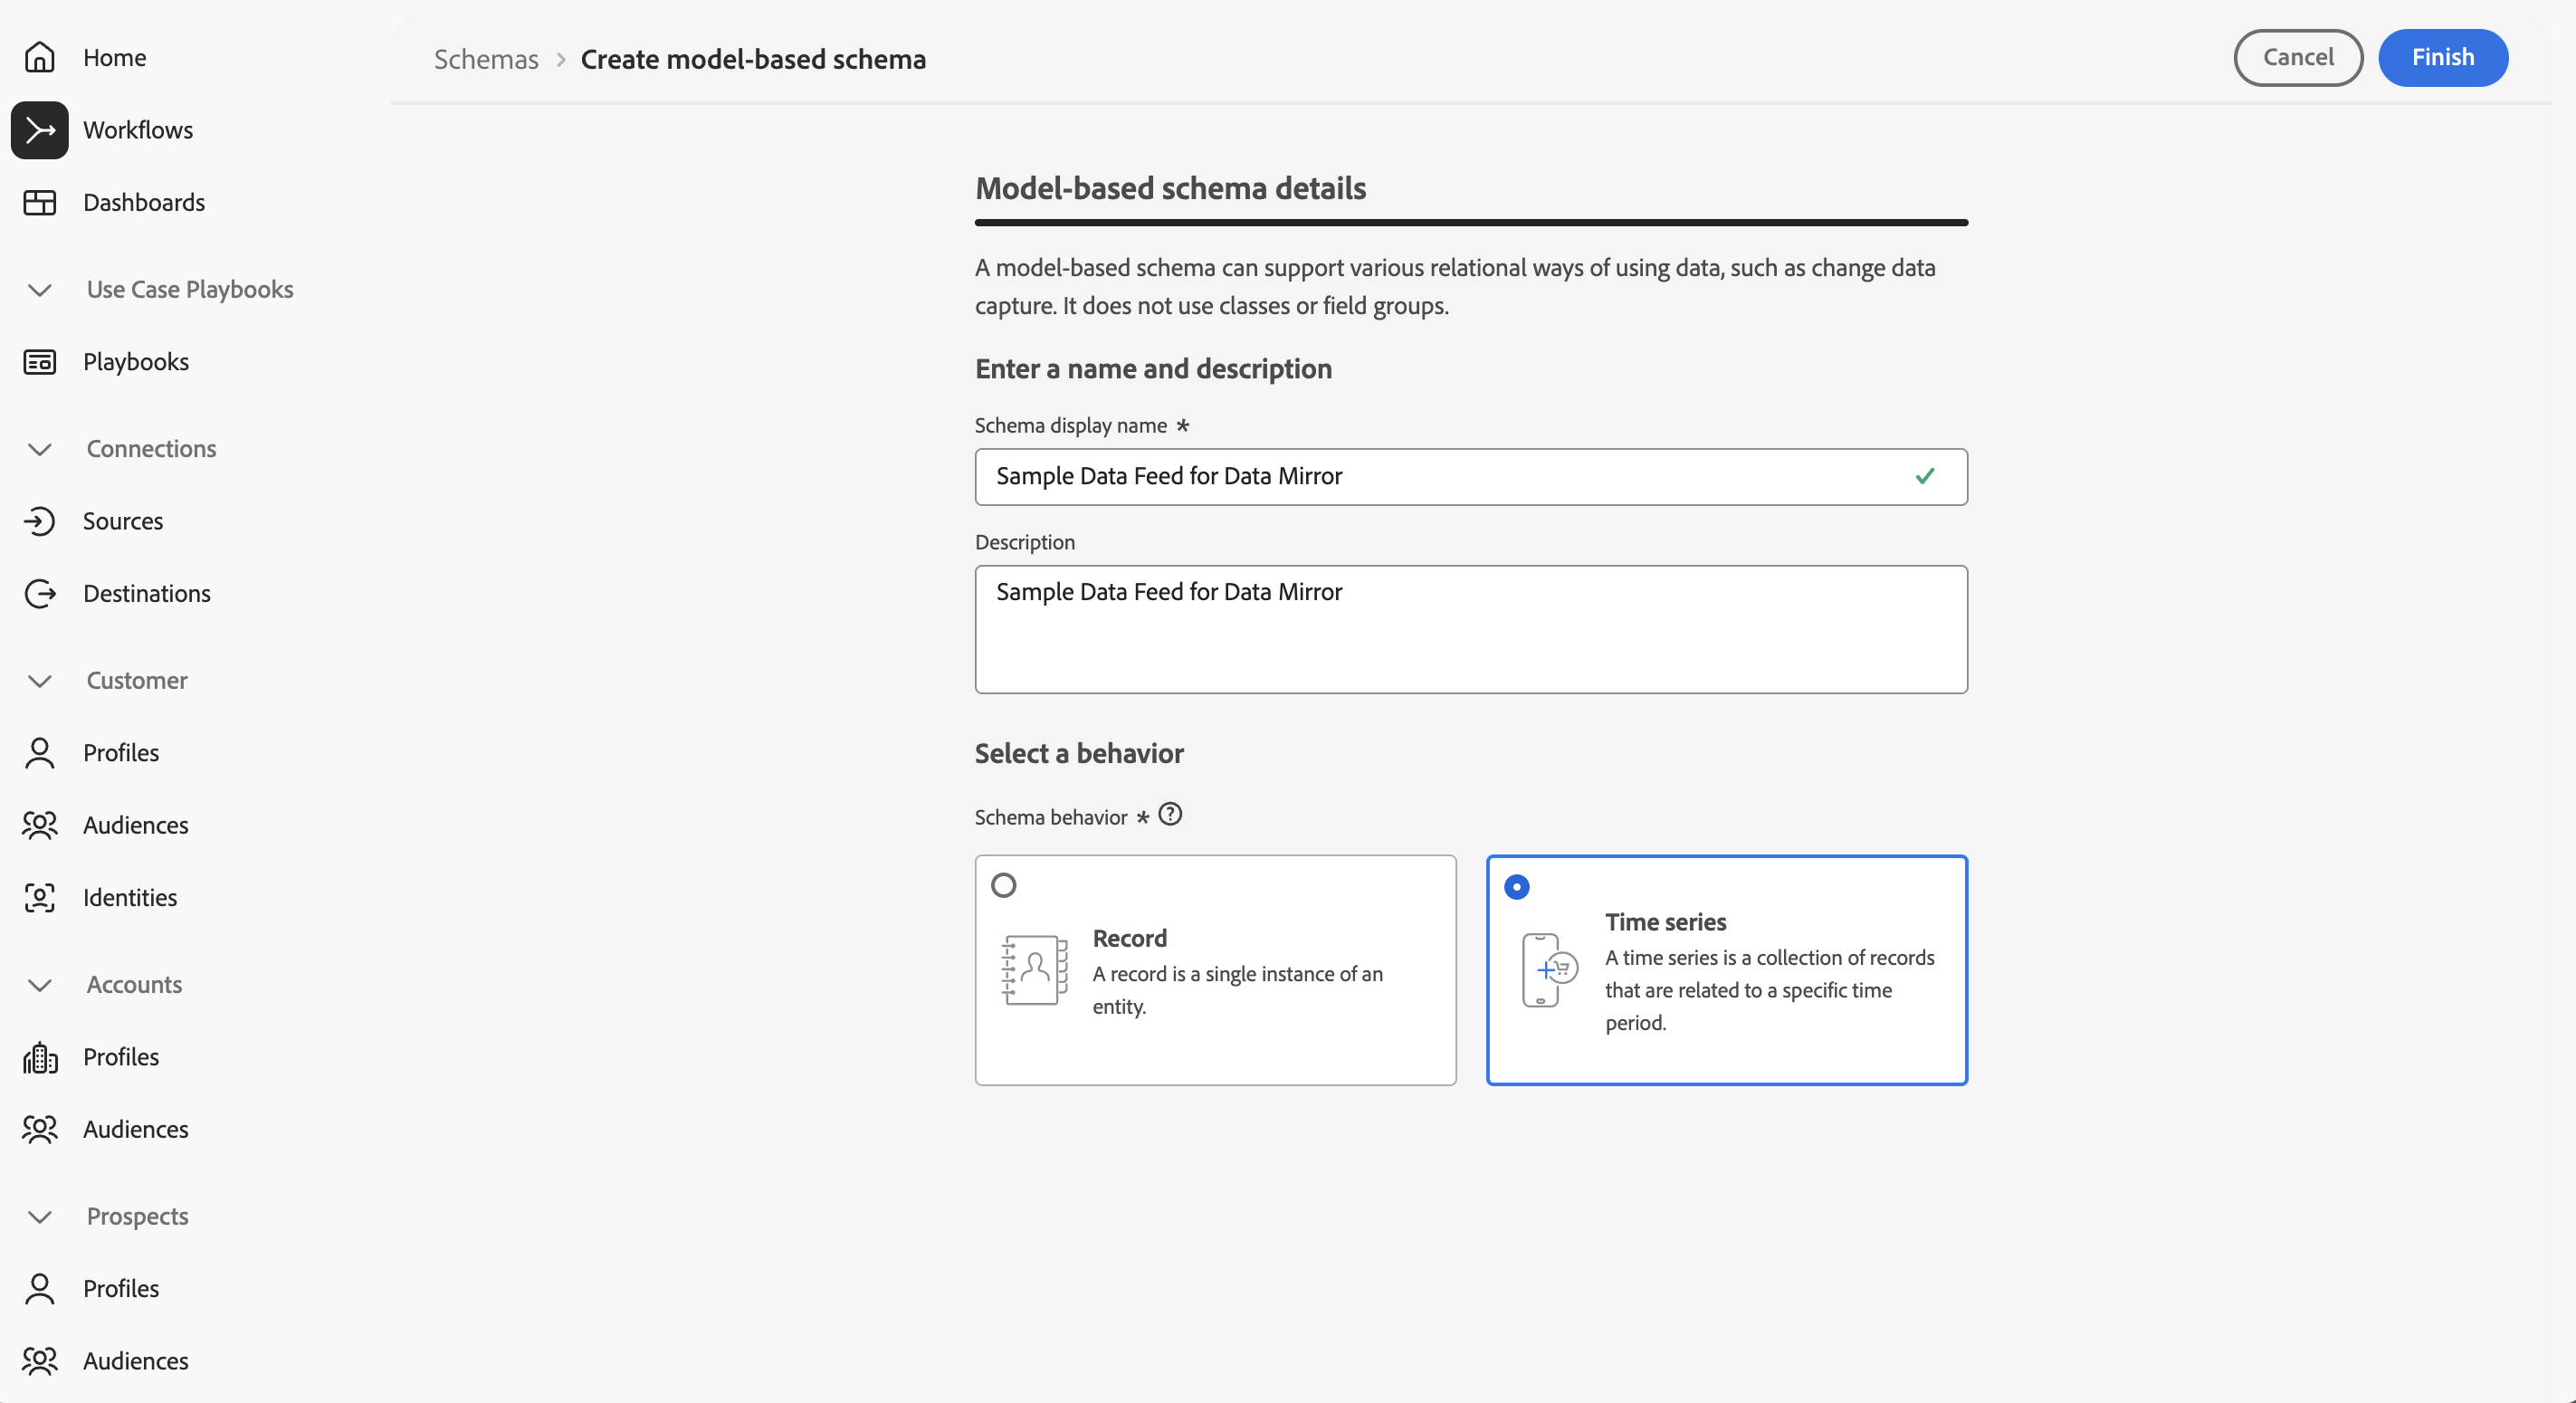 Home
Workflows
Dashboards
Use Case Playbooks
Playbooks
Connections
Sources
Destinations
Customer
Profiles
Audiences
Identities
Accounts
Profiles
Audiences
Prospects
Profiles
Audiences
Schemas > Create model-based schema
Cancel
Finish
Model-based schema details
A model-based schema can support various relational ways of using data, such as change data
capture. It does not use classes or field groups.
Enter a name and description
Schema display name *
Sample Data Feed for Data Mirror
Description
Sample Data Feed for Data Mirror
Select a behavior
Schema behavior *
Record
A record is a single instance of an
entity.
Time series
A time series is a collection of records
that are related to a specific time
period.